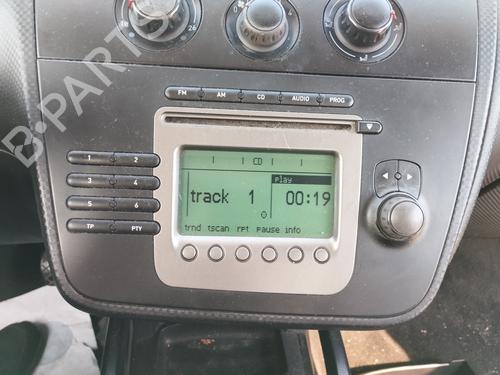 B-PARTS
FM AM CD AUDIO PROG
CD
play
track 1 00:19
trnd tscan rpt pause info
1 2
3 4
5 6
TP PTY